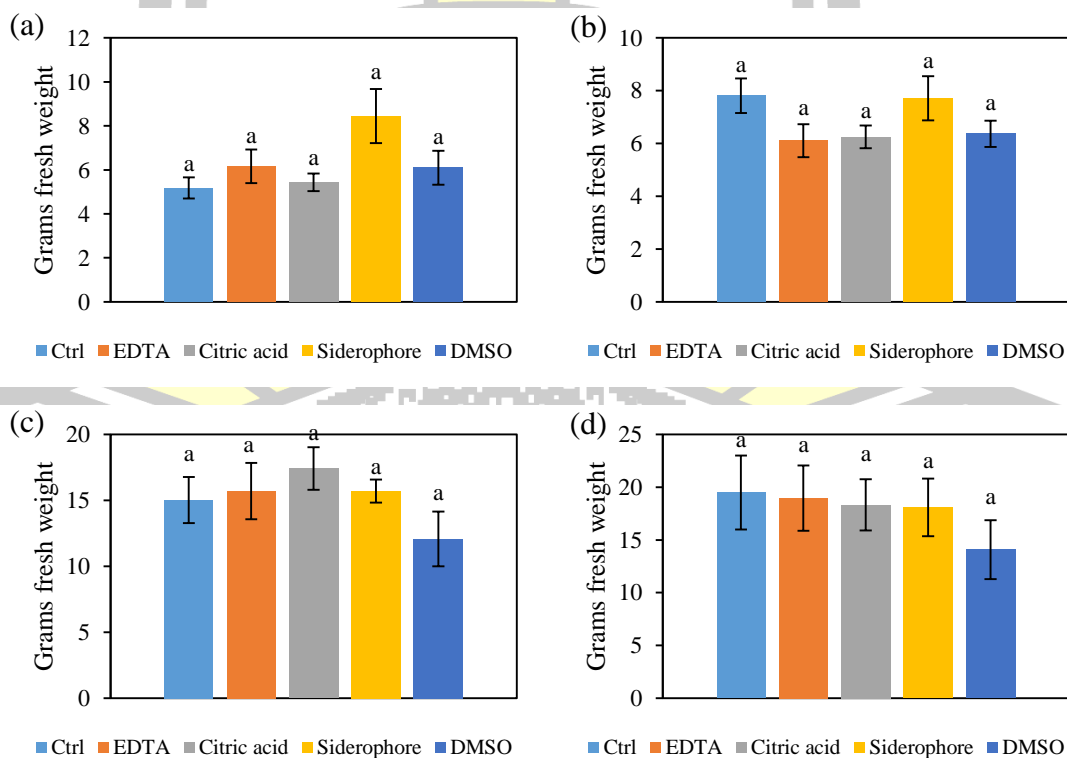 (a)
Grams fresh weight
12
10
8
6
4
2
0
a a a a a
Ctrl EDTA Citric acid Siderophore DMSO
(b)
Grams fresh weight
10
8
6
4
2
0
a a a a a
Ctrl EDTA Citric acid Siderophore DMSO
(c)
Grams fresh weight
20
15
10
5
0
a a a a a
Ctrl EDTA Citric acid Siderophore DMSO
(d)
Grams fresh weight
25
20
15
10
5
0
a a a a a
Ctrl EDTA Citric acid Siderophore DMSO